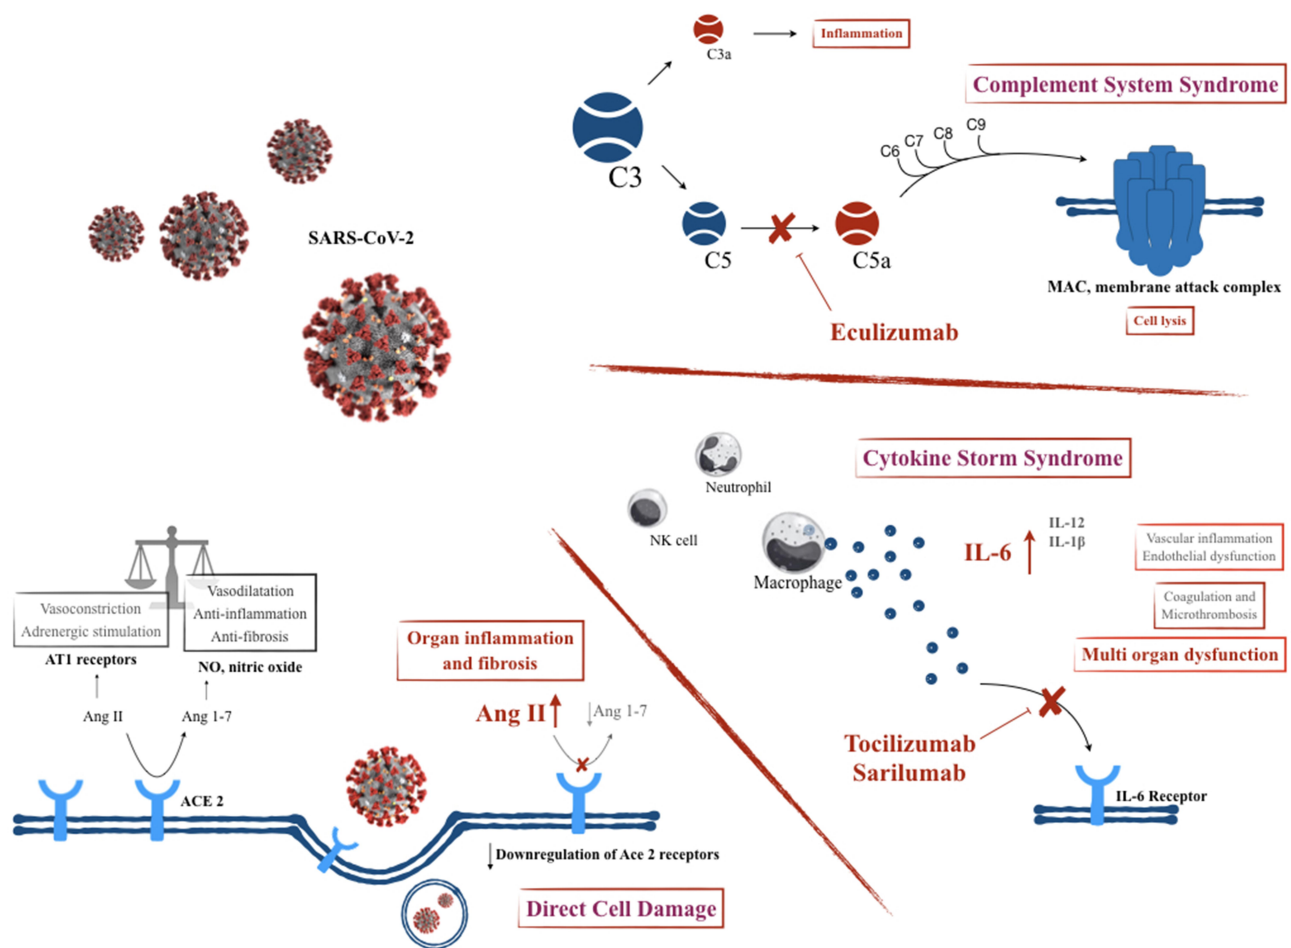 C3a
Inflammation
Complement System Syndrome
C3
C6
C7
C8
C9
SARS-CoV-2
C5
C5a
MAC, membrane attack complex
Cell lysis
Eculizumab
Cytokine Storm Syndrome
Neutrophil
NK cell
Macrophage
IL-6
IL-12
IL-1β
Vascular inflammation
Endothelial dysfunction
Coagulation and
Microthrombosis
Multi organ dysfunction
Tocilizumab
Sarilumab
IL-6 Receptor
Vasoconstriction
Adrenergic stimulation
AT1 receptors
Vasodilatation
Anti-inflammation
Anti-fibrosis
NO, nitric oxide
Ang II
Ang 1-7
ACE 2
Organ inflammation
and fibrosis
Ang II
Ang 1-7
Downregulation of Ace 2 receptors
Direct Cell Damage